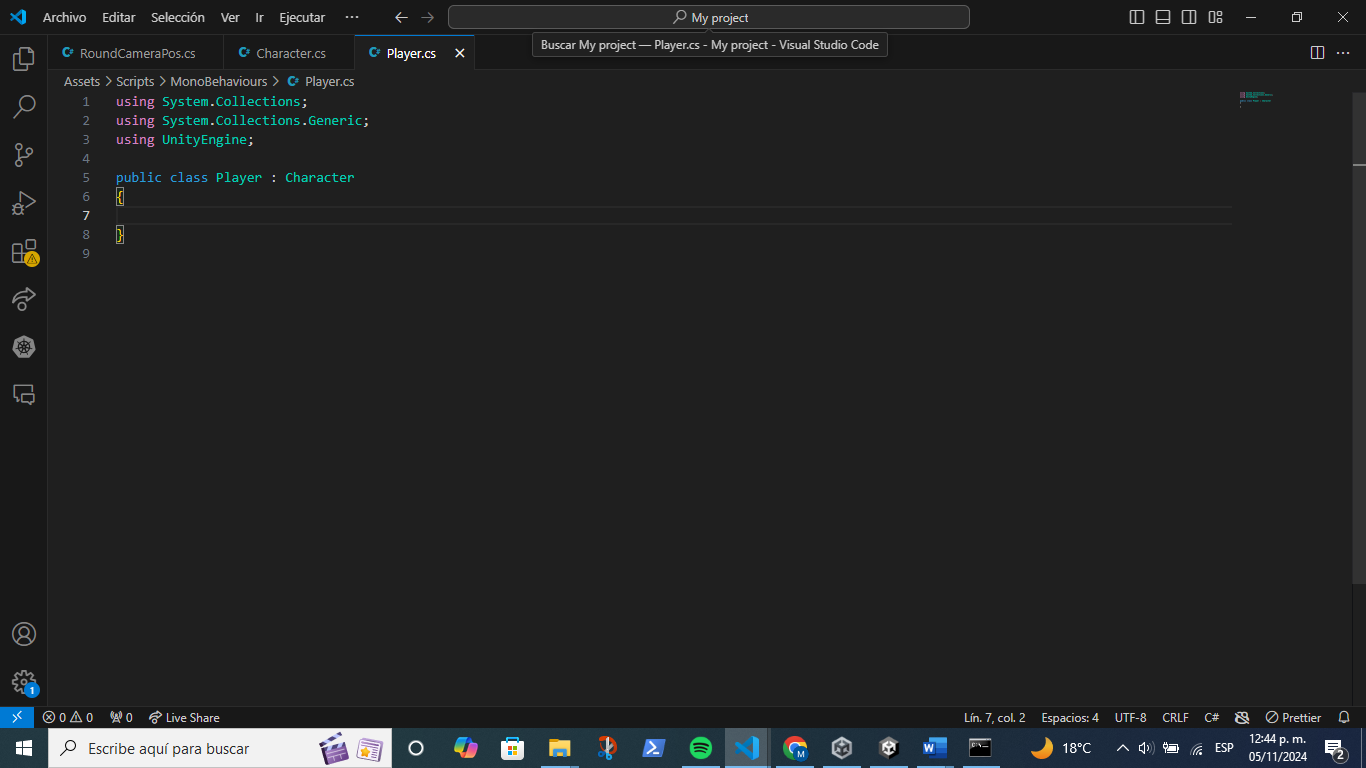 Archivo Editar Selección Ver Ir Ejecutar ··· My project
RoundCameraPos.cs Character.cs Player.cs
Buscar My project — Player.cs - My project - Visual Studio Code
Assets > Scripts > MonoBehaviours > Player.cs
1 using System.Collections;
2 using System.Collections.Generic;
3 using UnityEngine;
4
5 public class Player : Character
6 {
7
8 }
9
1
0 0 0 Live Share Lín. 7, col. 2 Espacios: 4 UTF-8 CRLF C# Prettier
Escribe aquí para buscar 18°C ESP 12:44 p. m.
05/11/2024 2